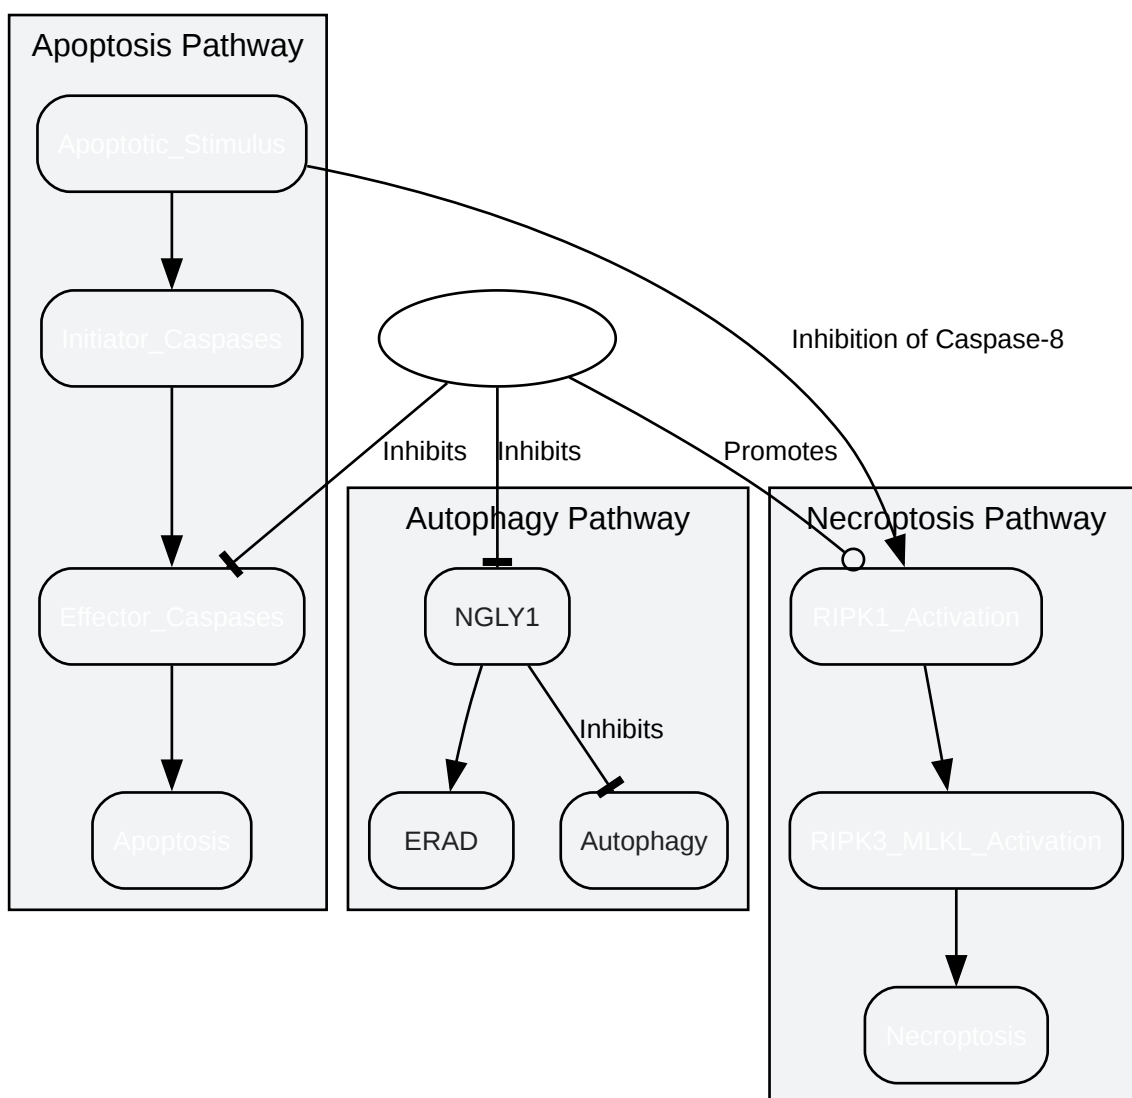 Apoptosis Pathway
Apoptotic_Stimulus
Initiator_Caspases
Inhibition of Caspase-8
Inhibits
Inhibits
Promotes
Autophagy Pathway
Necroptosis Pathway
Effector_Caspases
NGLY1
RIPK1_Activation
Inhibits
Apoptosis
ERAD
Autophagy
RIPK3_MLKL_Activation
Necroptosis